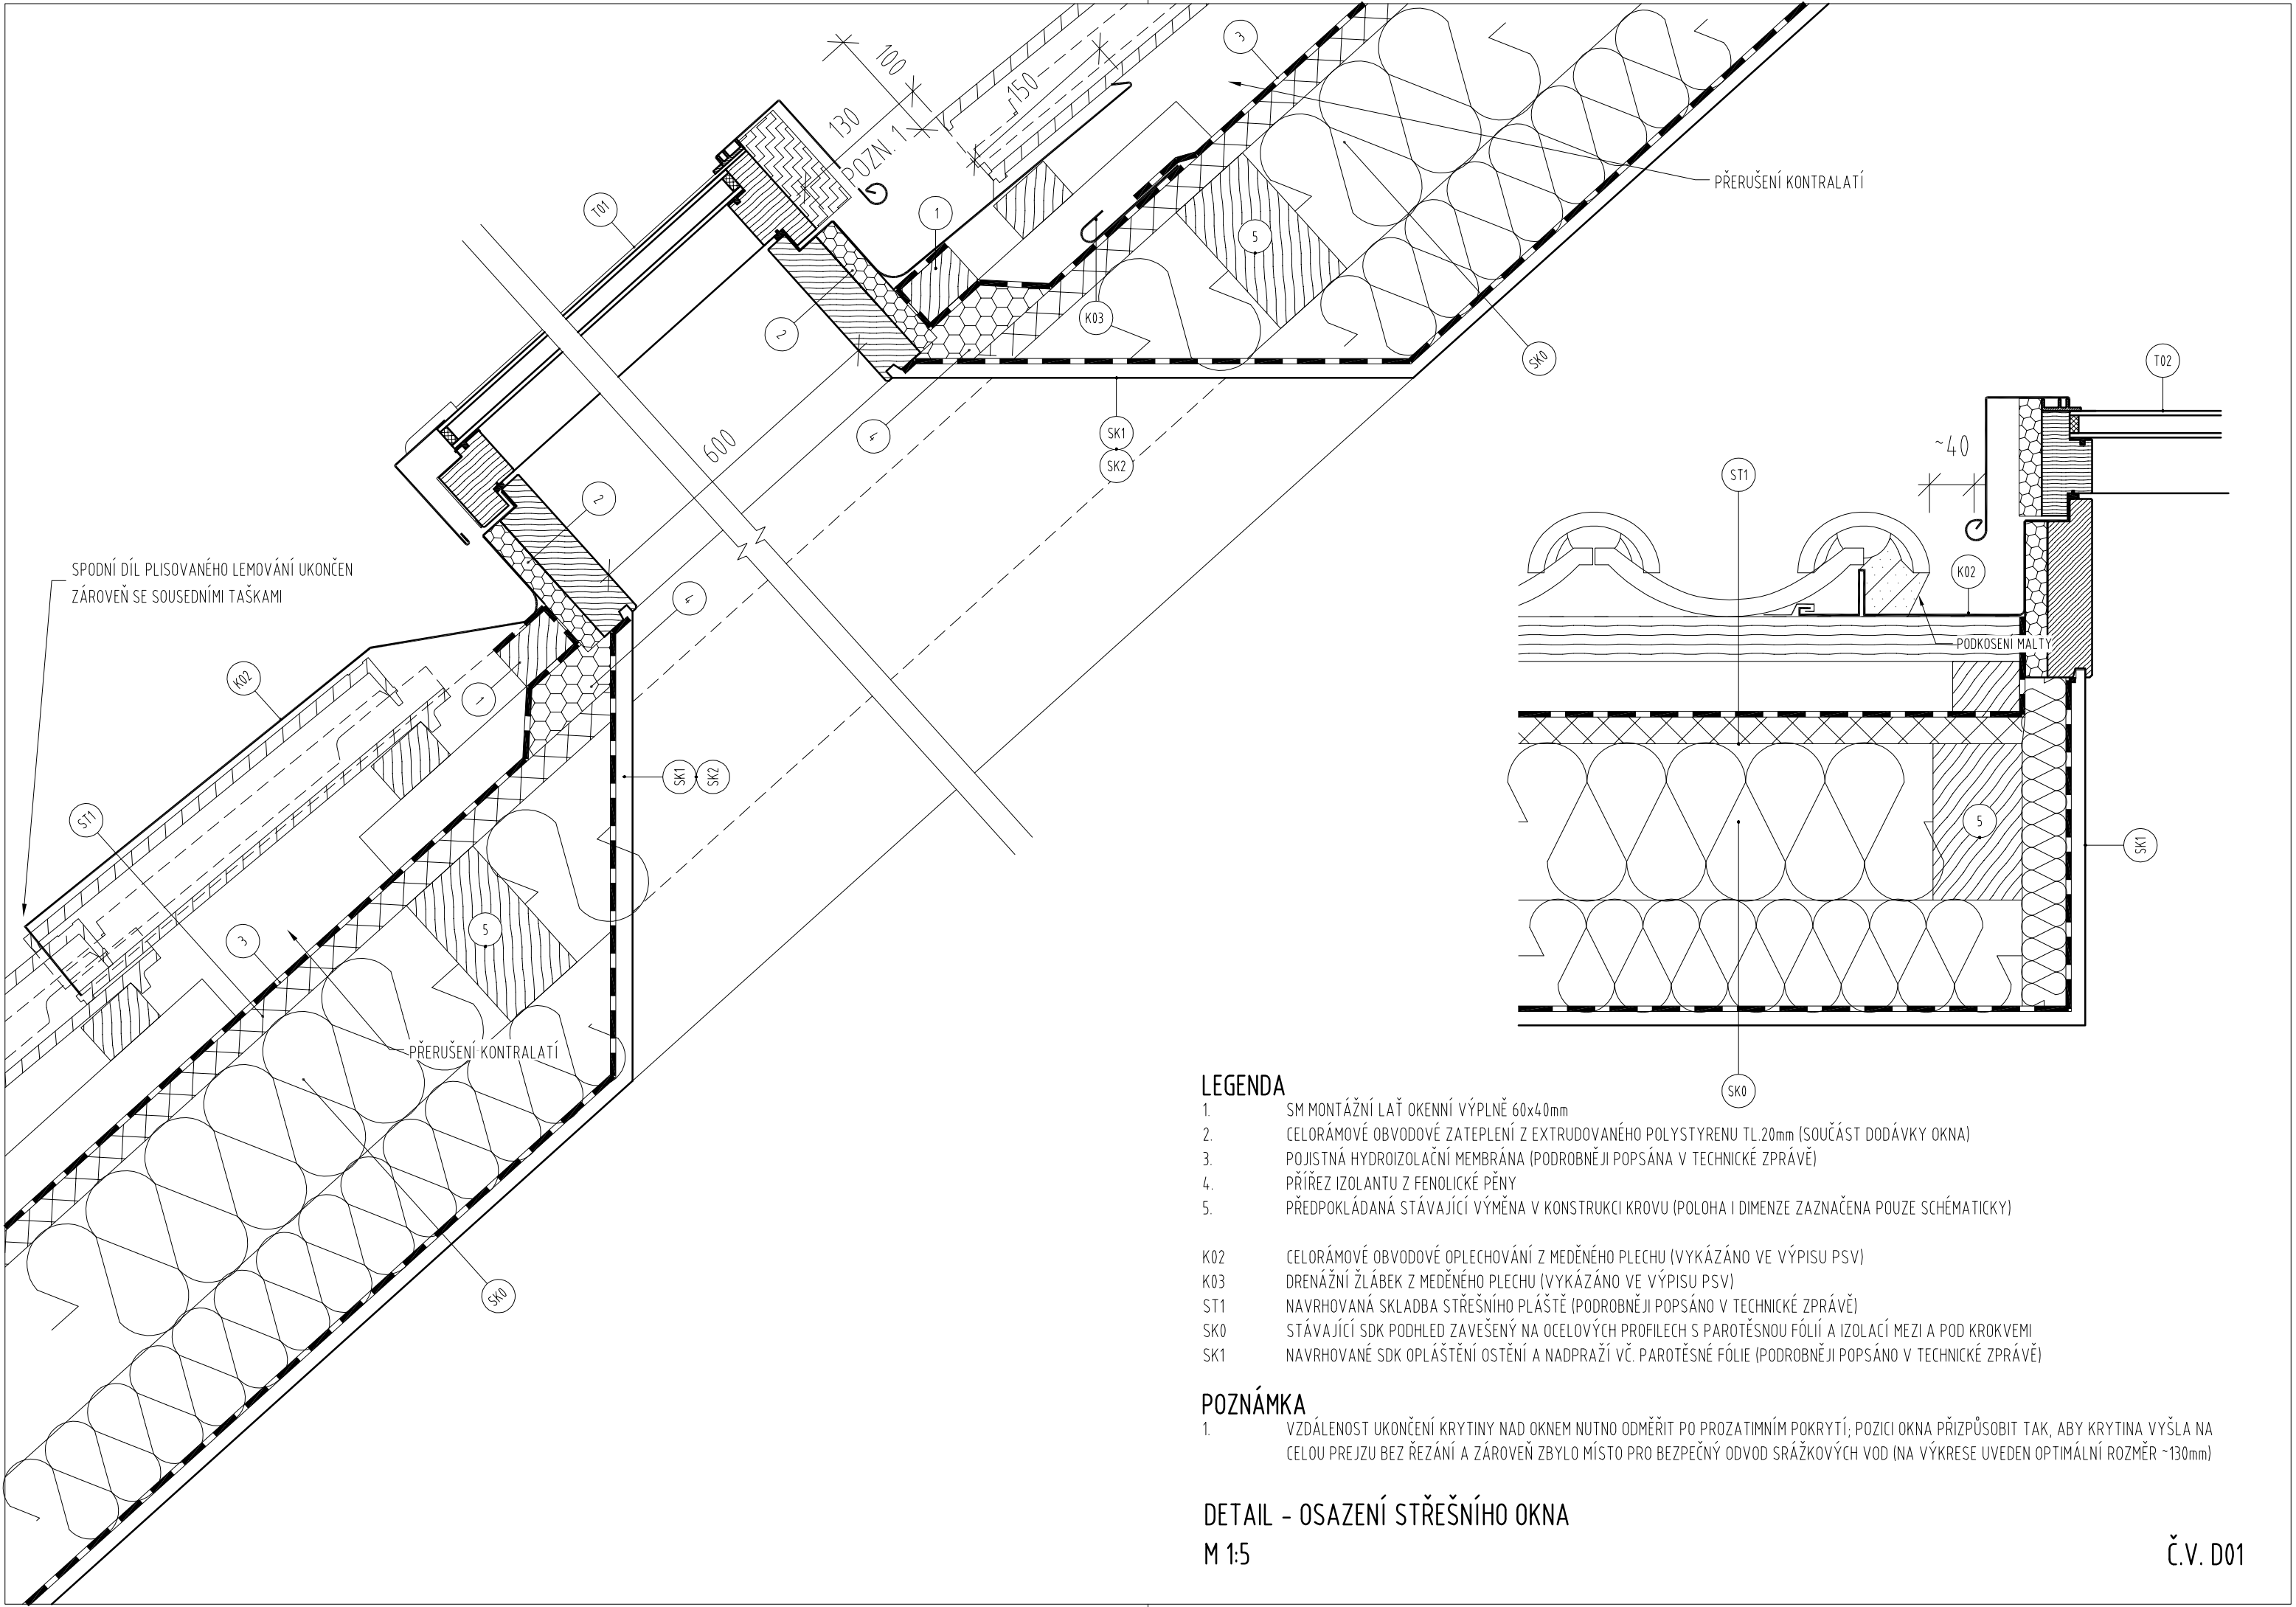 100
130
POZN. 1
150
3
PŘERUŠENÍ KONTRALATÍ
T01
1
5
2
K03
SK0
4
SK1
SK2
600
2
4
T02
~40
ST1
K02
PODKOSENÍ MALTY
5
SK1
SK0
SPODNÍ DÍL PLISOVANÉHO LEMOVÁNÍ UKONČEN
ZÁROVEŇ SE SOUSEDNÍMI TAŠKAMI
K02
1
SK1
SK2
ST1
3
5
PŘERUŠENÍ KONTRALATÍ
SK0
LEGENDA
1. SM MONTÁŽNÍ LAŤ OKENNÍ VÝPLNĚ 60x40mm
2. CELORÁMOVÉ OBVODOVÉ ZATEPLENÍ Z EXTRUDOVANÉHO POLYSTYRENU TL.20mm (SOUČÁST DODÁVKY OKNA)
3. POJISTNÁ HYDROIZOLAČNÍ MEMBRÁNA (PODROBNĚJI POPSÁNA V TECHNICKÉ ZPRÁVĚ)
4. PŘÍŘEZ IZOLANTU Z FENOLICKÉ PĚNY
5. PŘEDPOKLÁDANÁ STÁVAJÍCÍ VÝMĚNA V KONSTRUKCI KROVU (POLOHA I DIMENZE ZAZNAČENA POUZE SCHÉMATICKY)
K02 CELORÁMOVÉ OBVODOVÉ OPLECHOVÁNÍ Z MEDĚNÉHO PLECHU (VYKÁZÁNO VE VÝPISU PSV)
K03 DRENÁŽNÍ ŽLÁBEK Z MEDĚNÉHO PLECHU (VYKÁZÁNO VE VÝPISU PSV)
ST1 NAVRHOVANÁ SKLADBA STŘEŠNÍHO PLÁŠTĚ (PODROBNĚJI POPSÁNO V TECHNICKÉ ZPRÁVĚ)
SK0 STÁVAJÍCÍ SDK PODHLED ZAVEŠENÝ NA OCELOVÝCH PROFILECH S PAROTĚSNOU FÓLIÍ A IZOLACÍ MEZI A POD KROKVEMI
SK1 NAVRHOVANÉ SDK OPLÁŠTĚNÍ OSTĚNÍ A NADPRAŽÍ VČ. PAROTĚSNÉ FÓLIE (PODROBNĚJI POPSÁNO V TECHNICKÉ ZPRÁVĚ)
POZNÁMKA
1. VZDÁLENOST UKONČENÍ KRYTINY NAD OKNEM NUTNO ODMĚŘIT PO PROZATIMNÍM POKRYTÍ; POZICI OKNA PŘIZPŮSOBIT TAK, ABY KRYTINA VYŠLA NA
CELOU PREJZU BEZ ŘEZÁNÍ A ZÁROVEŇ ZBYLO MÍSTO PRO BEZPEČNÝ ODVOD SRÁŽKOVÝCH VOD (NA VÝKRESE UVEDEN OPTIMÁLNÍ ROZMĚR ~130mm)
DETAIL - OSAZENÍ STŘEŠNÍHO OKNA
M 1:5
Č.V. D01